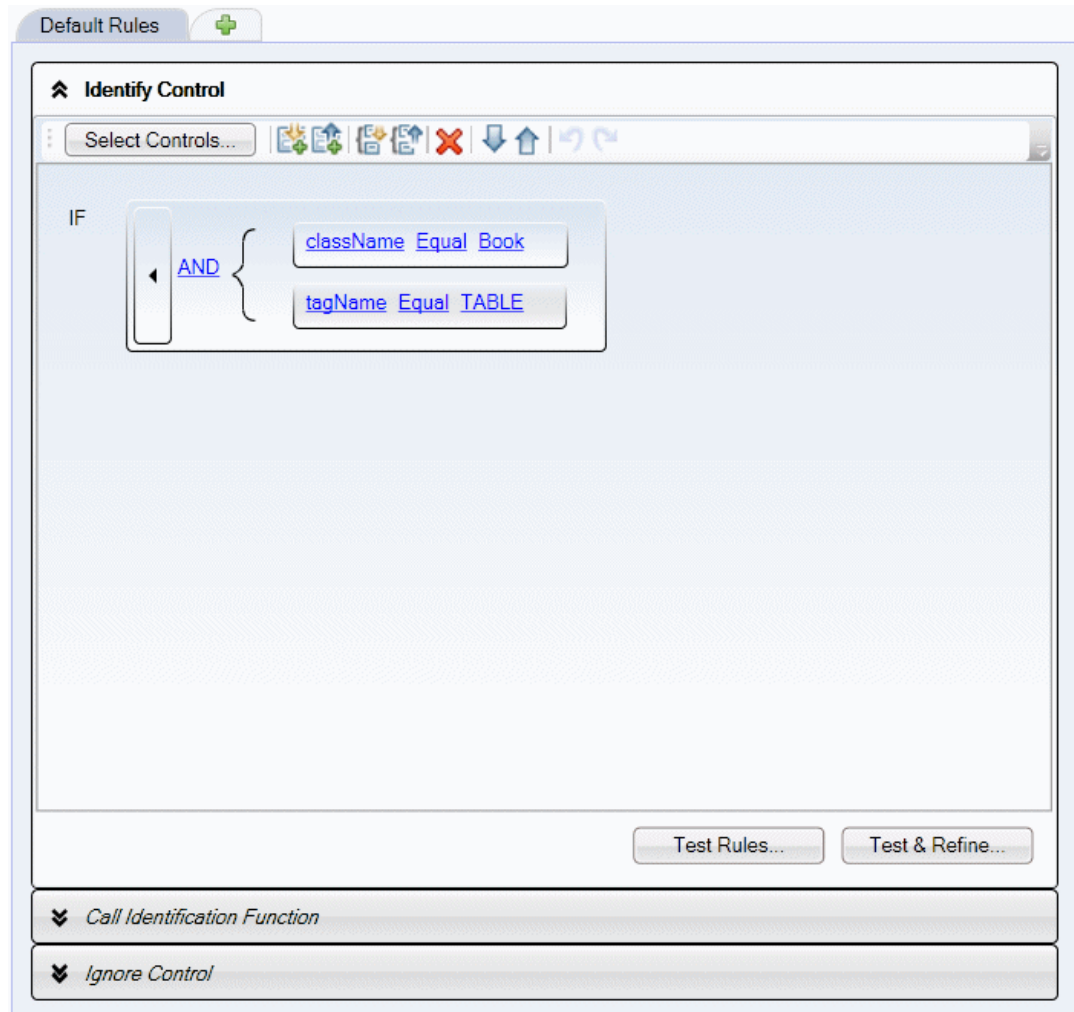 Default Rules
Identify Control
Select Controls...
IF
className Equal Book
AND
tagName Equal TABLE
Test Rules...
Test & Refine...
Call Identification Function
Ignore Control